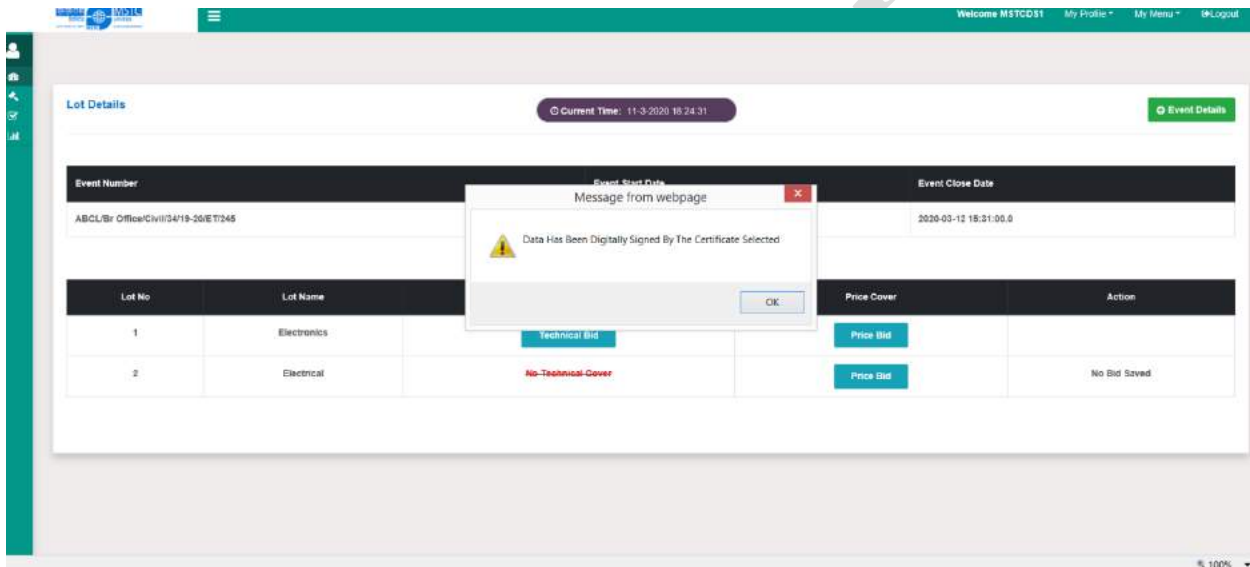 MSTC
Welcome MSTCDS1 My Profile My Menu Logout
Lot Details
Current Time: 11-3-2020 18:24:31
Event Details
Event Number Event Start Date Event Close Date
Message from webpage
ABCL/Br Office/Civil/34/19-20/ET/245 2020-03-12 15:31:00.0
Data Has Been Digitally Signed By The Certificate Selected
OK
Lot No Lot Name Price Cover Action
1 Electronics Technical Bid Price Bid
2 Electrical No Technical Cover Price Bid No Bid Saved
100%